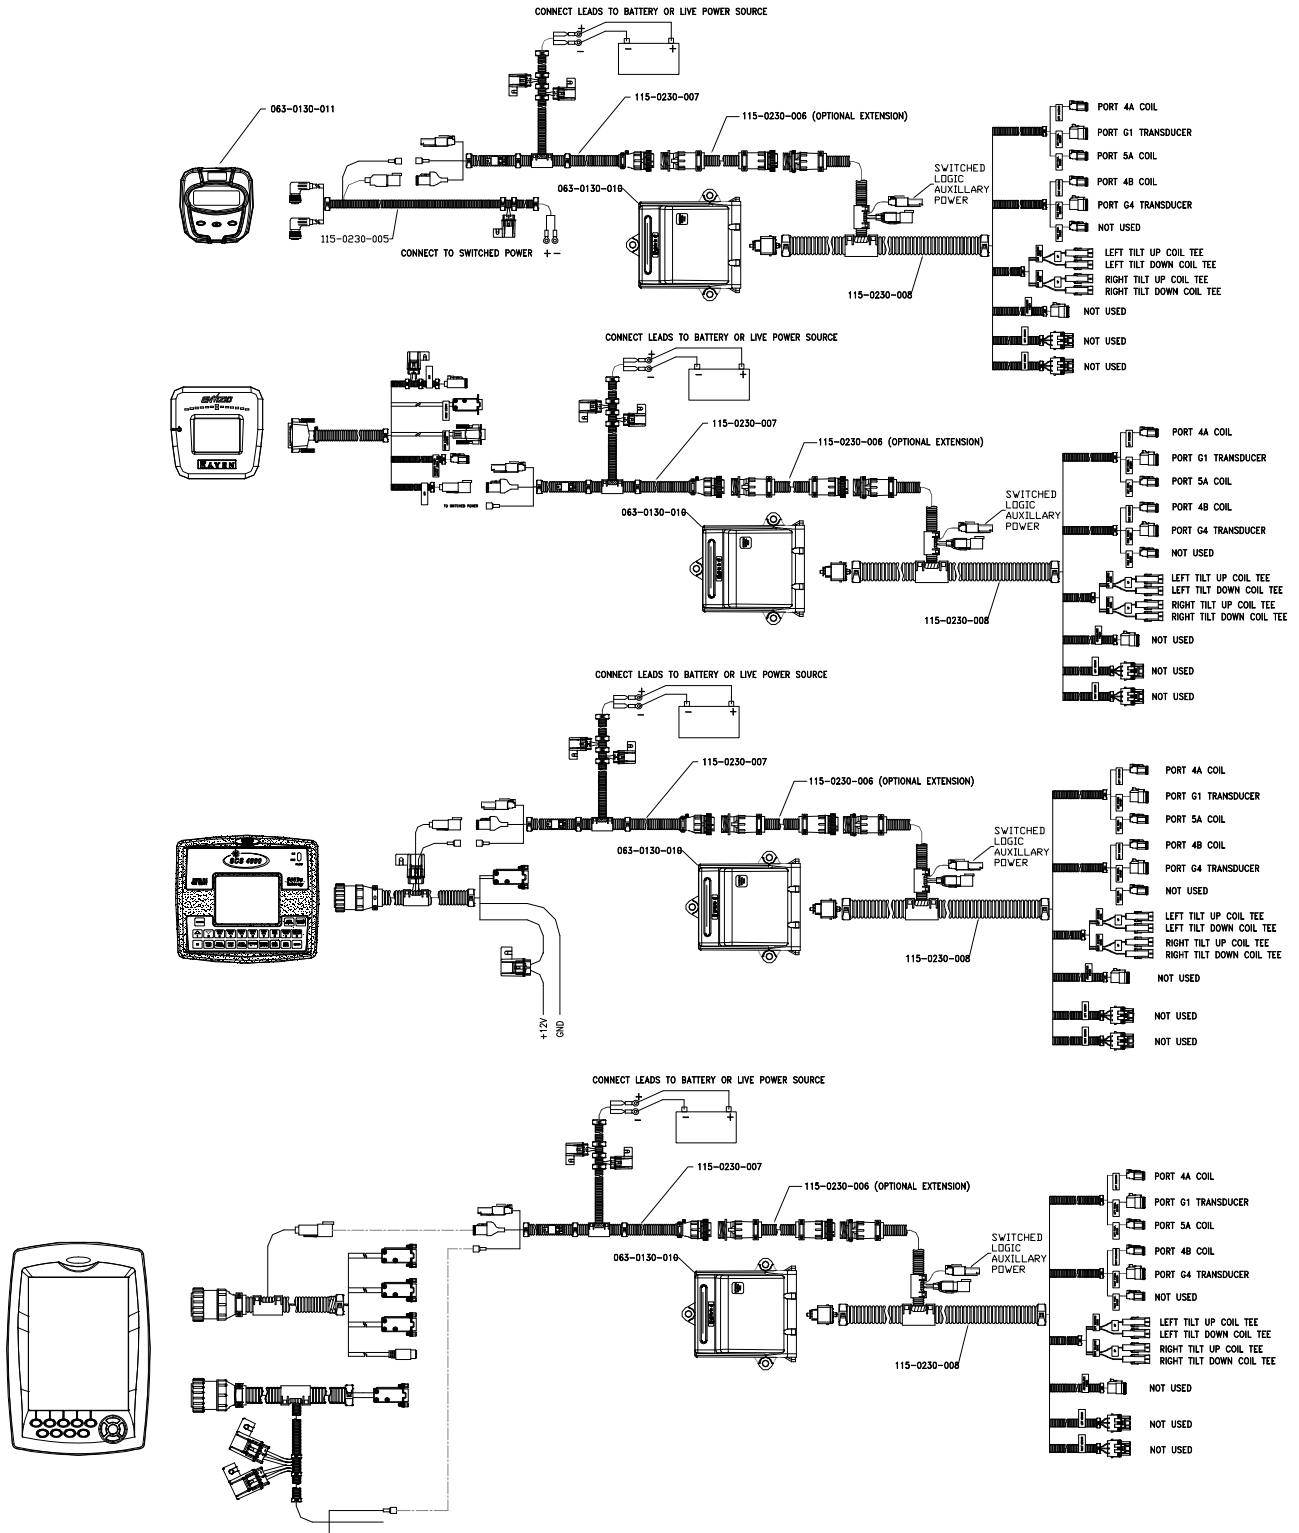 CONNECT LEADS TO BATTERY OR LIVE POWER SOURCE
+
-
- +
063-0130-011
115-0230-007
115-0230-006 (OPTIONAL EXTENSION)
PORT 4A COIL
PORT G1 TRANSDUCER
PORT 5A COIL
SWITCHED
LOGIC
AUXILLARY
POWER
063-0130-010
PORT 4B COIL
PORT G4 TRANSDUCER
NOT USED
115-0230-005
CONNECT TO SWITCHED POWER + -
LEFT TILT UP COIL TEE
LEFT TILT DOWN COIL TEE
RIGHT TILT UP COIL TEE
RIGHT TILT DOWN COIL TEE
115-0230-008
NOT USED
NOT USED
NOT USED
CONNECT LEADS TO BATTERY OR LIVE POWER SOURCE
+
-
- +
RAVEN
115-0230-007
115-0230-006 (OPTIONAL EXTENSION)
PORT 4A COIL
PORT G1 TRANSDUCER
PORT 5A COIL
TO SWITCHED POWER
063-0130-010
SWITCHED
LOGIC
AUXILLARY
POWER
PORT 4B COIL
PORT G4 TRANSDUCER
NOT USED
LEFT TILT UP COIL TEE
LEFT TILT DOWN COIL TEE
RIGHT TILT UP COIL TEE
RIGHT TILT DOWN COIL TEE
115-0230-008
NOT USED
NOT USED
NOT USED
CONNECT LEADS TO BATTERY OR LIVE POWER SOURCE
+
-
- +
115-0230-007
115-0230-006 (OPTIONAL EXTENSION)
PORT 4A COIL
PORT G1 TRANSDUCER
PORT 5A COIL
SWITCHED
LOGIC
AUXILLARY
POWER
063-0130-010
SCS 4000
PORT 4B COIL
PORT G4 TRANSDUCER
NOT USED
LEFT TILT UP COIL TEE
LEFT TILT DOWN COIL TEE
RIGHT TILT UP COIL TEE
RIGHT TILT DOWN COIL TEE
115-0230-008
NOT USED
+12V
GND
NOT USED
NOT USED
CONNECT LEADS TO BATTERY OR LIVE POWER SOURCE
+
-
- +
115-0230-007
115-0230-006 (OPTIONAL EXTENSION)
PORT 4A COIL
PORT G1 TRANSDUCER
PORT 5A COIL
SWITCHED
LOGIC
AUXILLARY
POWER
063-0130-010
PORT 4B COIL
PORT G4 TRANSDUCER
NOT USED
LEFT TILT UP COIL TEE
LEFT TILT DOWN COIL TEE
RIGHT TILT UP COIL TEE
RIGHT TILT DOWN COIL TEE
115-0230-008
NOT USED
NOT USED
NOT USED